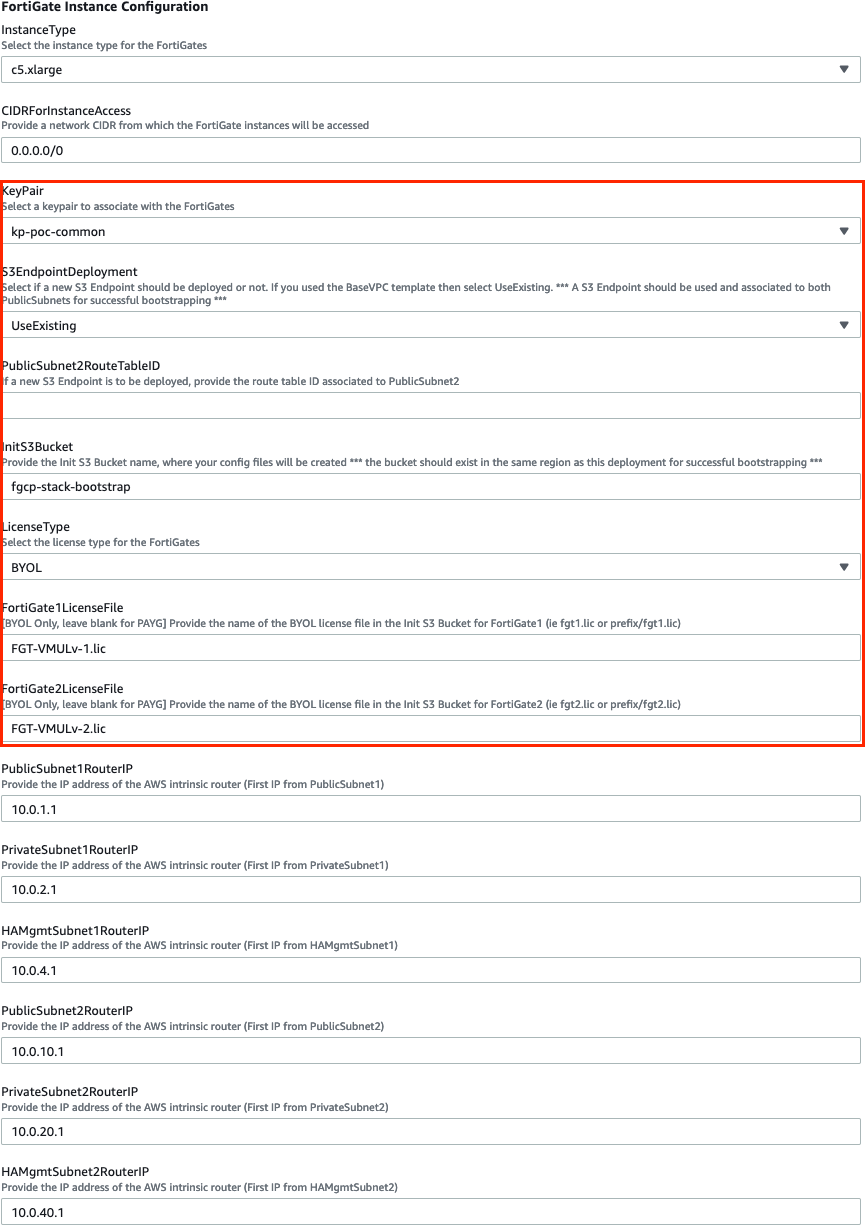 FortiGate Instance Configuration
InstanceType
Select the instance type for the FortiGates
c5.xlarge
CIDRForInstanceAccess
Provide a network CIDR from which the FortiGate instances will be accessed
0.0.0.0/0
KeyPair
Select a keypair to associate with the FortiGates
kp-poc-common
S3EndpointDeployment
Select if a new S3 Endpoint should be deployed or not. If you used the BaseVPC template then select UseExisting. *** A S3 Endpoint should be used and associated to both
PublicSubnets for successful bootstrapping ***
UseExisting
PublicSubnet2RouteTableID
If a new S3 Endpoint is to be deployed, provide the route table ID associated to PublicSubnet2
InitS3Bucket
Provide the Init S3 Bucket name, where your config files will be created *** the bucket should exist in the same region as this deployment for successful bootstrapping ***
fgcp-stack-bootstrap
LicenseType
Select the license type for the FortiGates
BYOL
FortiGate1LicenseFile
[BYOL Only, leave blank for PAYG] Provide the name of the BYOL license file in the Init S3 Bucket for FortiGate1 (ie fgt1.lic or prefix/fgt1.lic)
FGT-VMULv-1.lic
FortiGate2LicenseFile
[BYOL Only, leave blank for PAYG] Provide the name of the BYOL license file in the Init S3 Bucket for FortiGate2 (ie fgt2.lic or prefix/fgt2.lic)
FGT-VMULv-2.lic
PublicSubnet1RouterIP
Provide the IP address of the AWS intrinsic router (First IP from PublicSubnet1)
10.0.1.1
PrivateSubnet1RouterIP
Provide the IP address of the AWS intrinsic router (First IP from PrivateSubnet1)
10.0.2.1
HAMgmtSubnet1RouterIP
Provide the IP address of the AWS intrinsic router (First IP from HAMgmtSubnet1)
10.0.4.1
PublicSubnet2RouterIP
Provide the IP address of the AWS intrinsic router (First IP from PublicSubnet2)
10.0.10.1
PrivateSubnet2RouterIP
Provide the IP address of the AWS intrinsic router (First IP from PrivateSubnet2)
10.0.20.1
HAMgmtSubnet2RouterIP
Provide the IP address of the AWS intrinsic router (First IP from HAMgmtSubnet2)
10.0.40.1